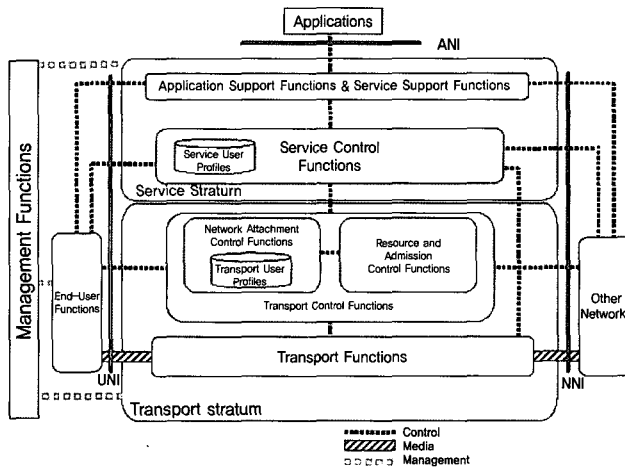 Applications
ANI
Application Support Functions & Service Support Functions
Service User
Profiles
Service Control
Functions
Service Straturn
Management Functions
Network Attachment
Control Functions
Transport User
Profiles
Resource and
Admission
Control Functions
Transport Control Functions
End-User
Functions
Other
Network
Transport Functions
UNI
NNI
Transport stratum
Control
Media
Management